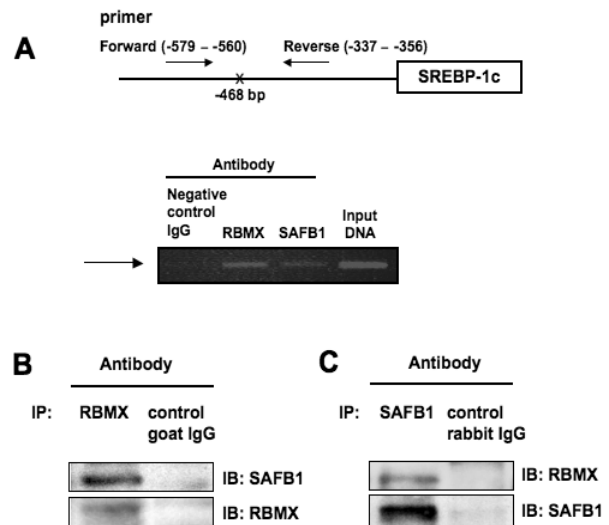 A
primer
Forward (-579 – -560) Reverse (-337 - -356)
x
-468 bp
SREBP-1c
Antibody
Negative control IgG
RBMX
SAFB1
Input DNA
B
Antibody
IP: RBMX control goat IgG
IB: SAFB1
IB: RBMX
C
Antibody
IP: SAFB1 control rabbit IgG
IB: RBMX
IB: SAFB1